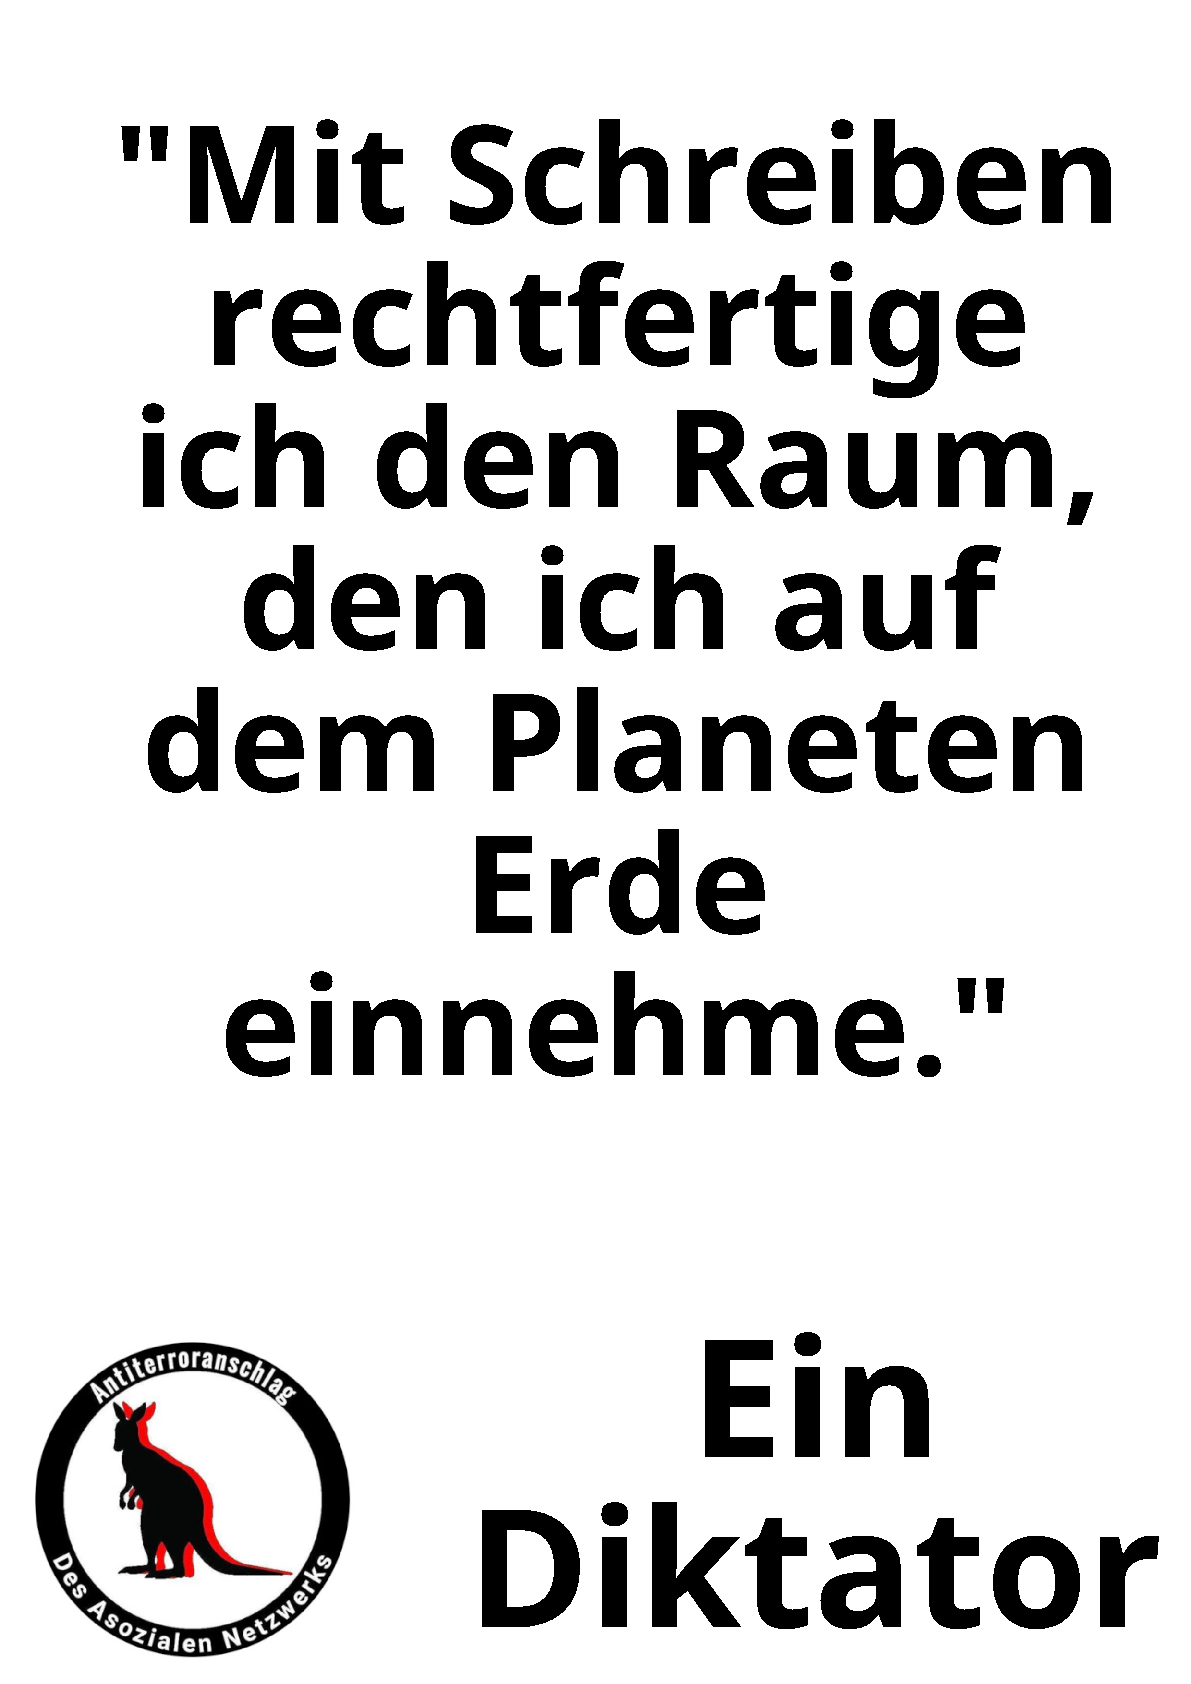 "Mit Schreiben
rechtfertige
ich den Raum,
den ich auf
dem Planeten
Erde
einnehme."
Ein
Diktator
Antiterroranschlag
Des Asozialen Netzwerks